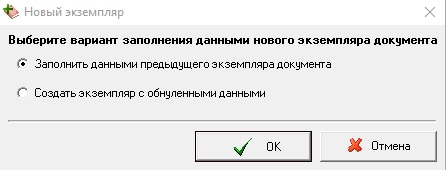 Новый экземпляр
Выберите вариант заполнения данными нового экземпляра документа
Заполнить данными предыдущего экземпляра документа
Создать экземпляр с обнуленными данными
OK
Отмена